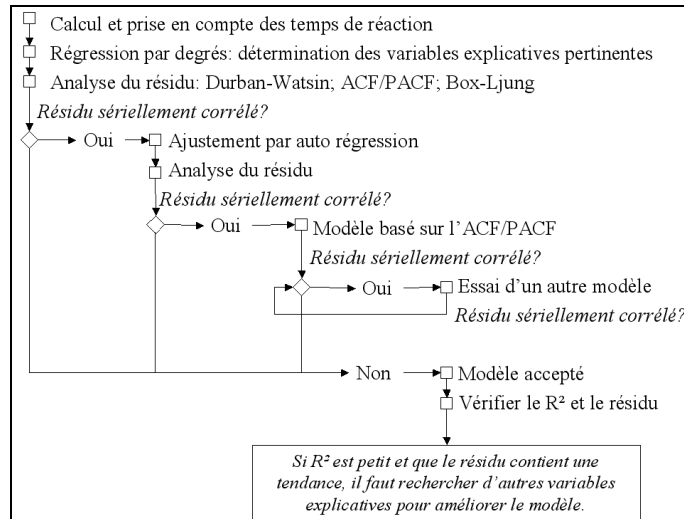 Calcul et prise en compte des temps de réaction
Régression par degrés: détermination des variables explicatives pertinentes
Analyse du résidu: Durban-Watsin; ACF/PACF; Box-Ljung
Résidu sériellement corrélé?
Oui Ajustement par auto régression
Analyse du résidu
Résidu sériellement corrélé?
Oui Modèle basé sur l'ACF/PACF
Résidu sériellement corrélé?
Oui Essai d'un autre modèle
Résidu sériellement corrélé?
Non Modèle accepté
Vérifier le R² et le résidu
Si R² est petit et que le résidu contient une
tendance, il faut rechercher d'autres variables
explicatives pour améliorer le modèle.